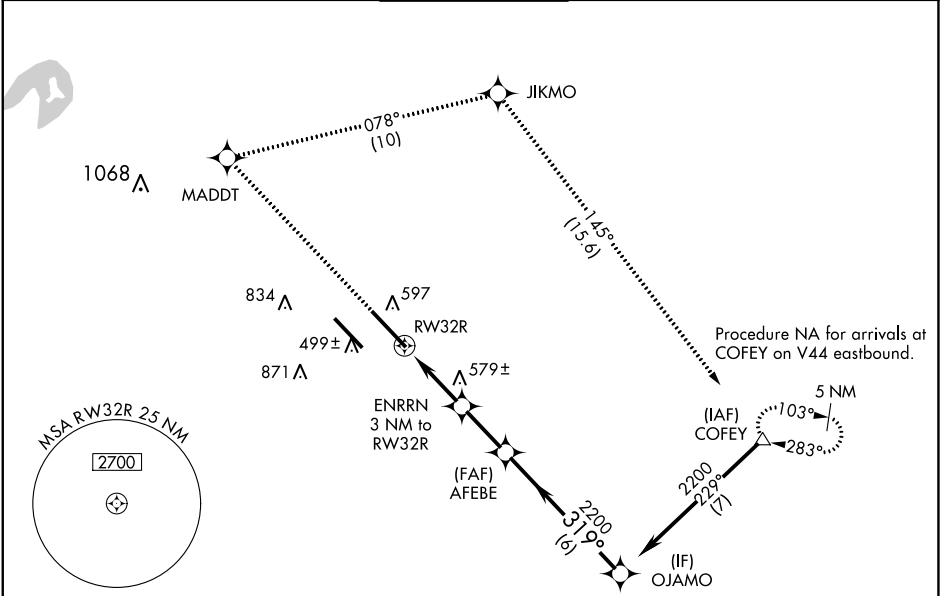 JIKMO
078°
(10)
1068
MADDT
145°
(15.6)
834
597
RW32R
499±
871
579±
Procedure NA for arrivals at
COFEY on V44 eastbound.
5 NM
(IAF)
COFEY
103°
283°
ENRRN
3 NM to
RW32R
(FAF)
AFEBE
MSA RW32R 25 NM
2700
2200
229°
(7)
2200
319°
(6)
(IF)
OJAMO